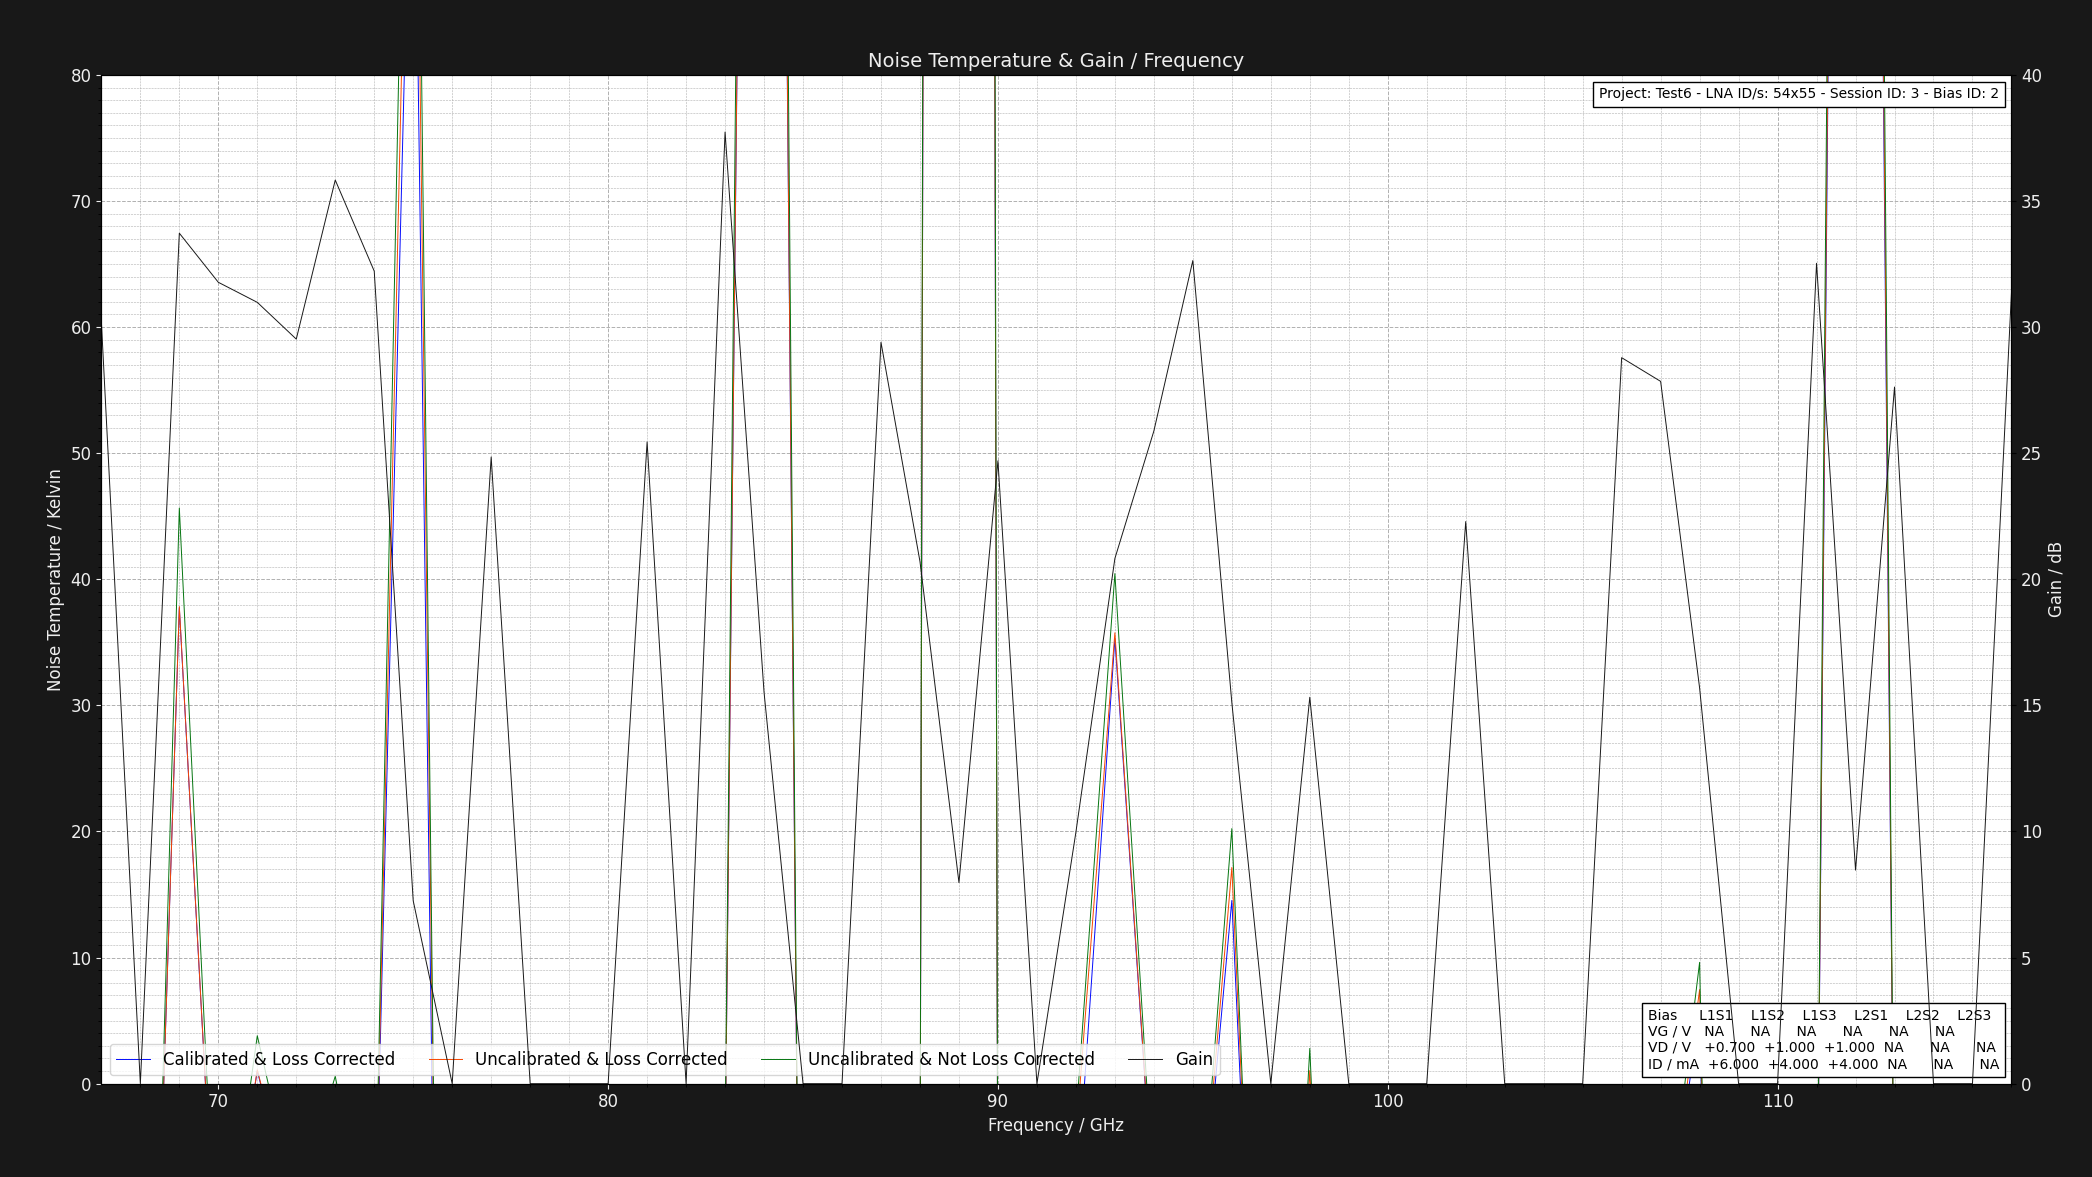 Noise Temperature & Gain / Frequency
Project: Test6 - LNA ID/s: 54x55 - Session ID: 3 - Bias ID: 2
80
70
60
50
40
30
20
10
0
Noise Temperature / Kelvin
40
35
30
25
20
15
10
5
0
Gain / dB
Bias L1S1 L1S2 L1S3 L2S1 L2S2 L2S3
VG / V NA NA NA NA NA NA
VD / V +0.700 +1.000 +1.000 NA NA NA
ID / mA +6.000 +4.000 +4.000 NA NA NA
Calibrated & Loss Corrected Uncalibrated & Loss Corrected Uncalibrated & Not Loss Corrected Gain
70 80 90 100 110
Frequency / GHz